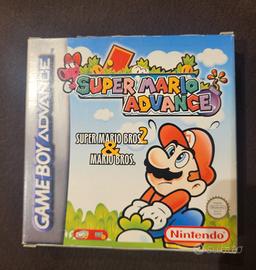 GAME BOY ADVANCE
SUPER MARIO
ADVANCE
SUPER MARIO BROS. 2
&
MARIO BROS.
Nintendo